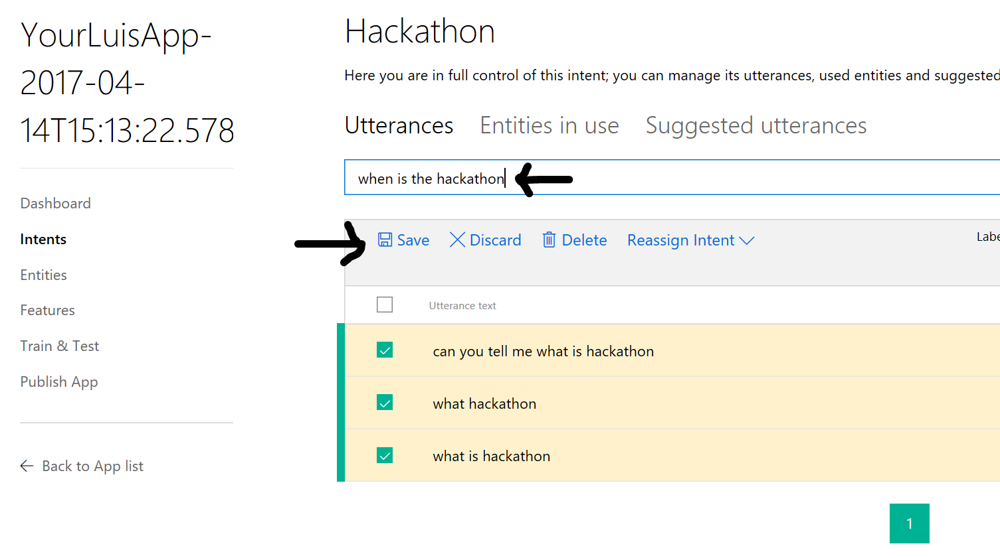 YourLuisApp-
2017-04-
14T15:13:22.578
Dashboard
Intents
Entities
Features
Train & Test
Publish App
Back to App list
Hackathon
Here you are in full control of this intent; you can manage its utterances, used entities and suggested
Utterances Entities in use Suggested utterances
when is the hackathon
Save Discard Delete Reassign Intent
Labe
Utterance text
can you tell me what is hackathon
what hackathon
what is hackathon
1